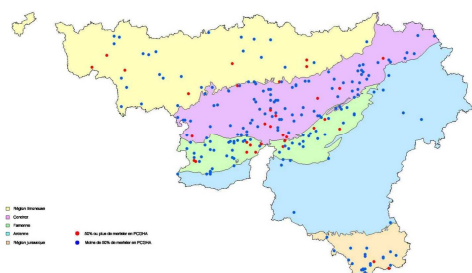 Région limoneuse
Condroz
Famenne
Ardenne
Région jurassique
50% ou plus de mortalité en PCDHA
Moins de 50% de mortalité en PCDHA